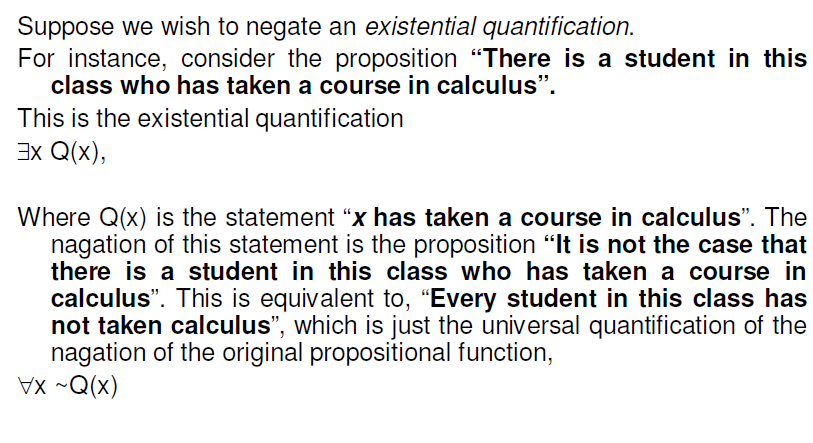 Suppose we wish to negate an existential quantification.
For instance, consider the proposition “There is a student in this
class who has taken a course in calculus”.
This is the existential quantification
∃x Q(x),
Where Q(x) is the statement “x has taken a course in calculus”. The
nagation of this statement is the proposition “It is not the case that
there is a student in this class who has taken a course in
calculus”. This is equivalent to, “Every student in this class has
not taken calculus”, which is just the universal quantification of the
nagation of the original propositional function,
∀x ~Q(x)